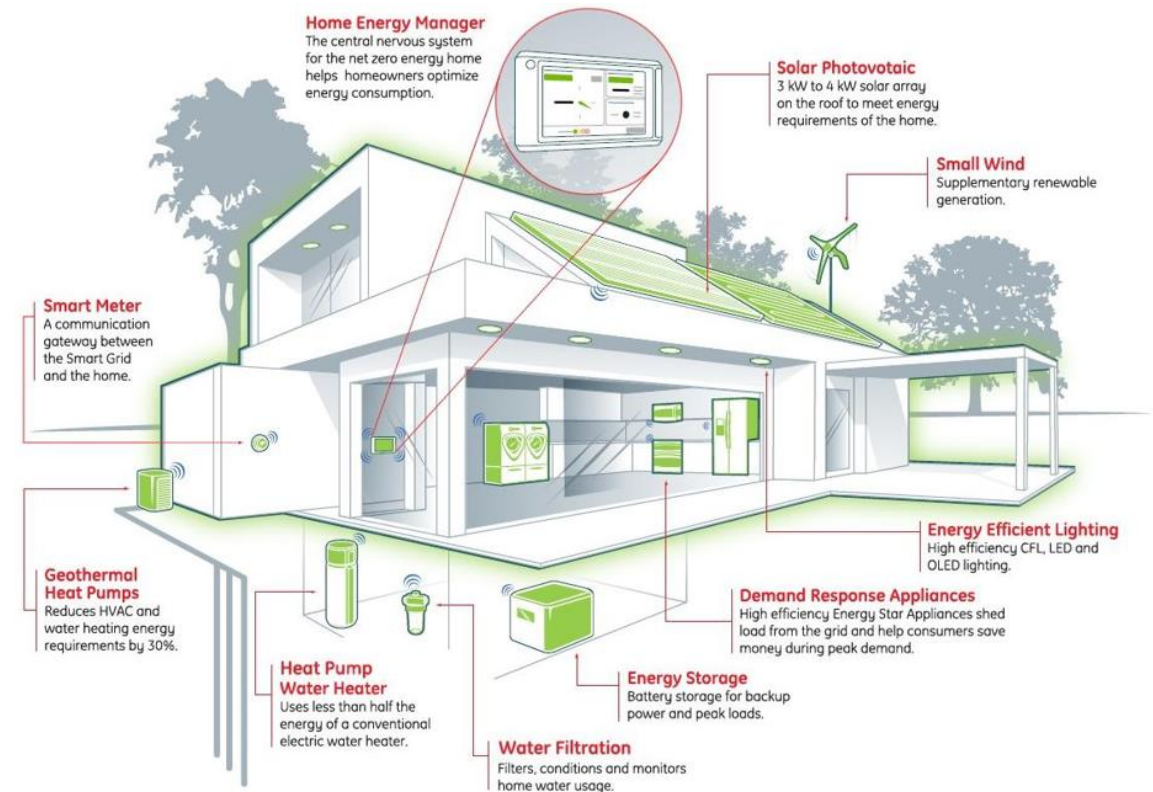 Home Energy Manager
The central nervous system
for the net zero energy home
helps homeowners optimize
energy consumption.
Solar Photovotaic
3 kW to 4 kW solar array
on the roof to meet energy
requirements of the home.
Small Wind
Supplementary renewable
generation.
Smart Meter
A communication
gateway between
the Smart Grid
and the home.
Geothermal
Heat Pumps
Reduces HVAC and
water heating energy
requirements by 30%.
Heat Pump
Water Heater
Uses less than half the
energy of a conventional
electric water heater.
Water Filtration
Filters, conditions and monitors
home water usage.
Energy Storage
Battery storage for backup
power and peak loads.
Demand Response Appliances
High efficiency Energy Star Appliances shed
load from the grid and help consumers save
money during peak demand.
Energy Efficient Lighting
High efficiency CFL, LED and
OLED lighting.